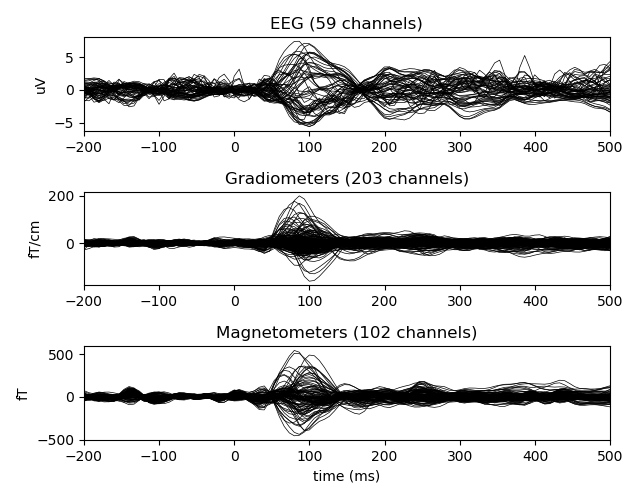 EEG (59 channels)
uV
5
0
−5
−200 −100 0 100 200 300 400 500
Gradiometers (203 channels)
fT/cm
200
0
−200 −100 0 100 200 300 400 500
Magnetometers (102 channels)
fT
500
0
−500
−200 −100 0 100 200 300 400 500
time (ms)